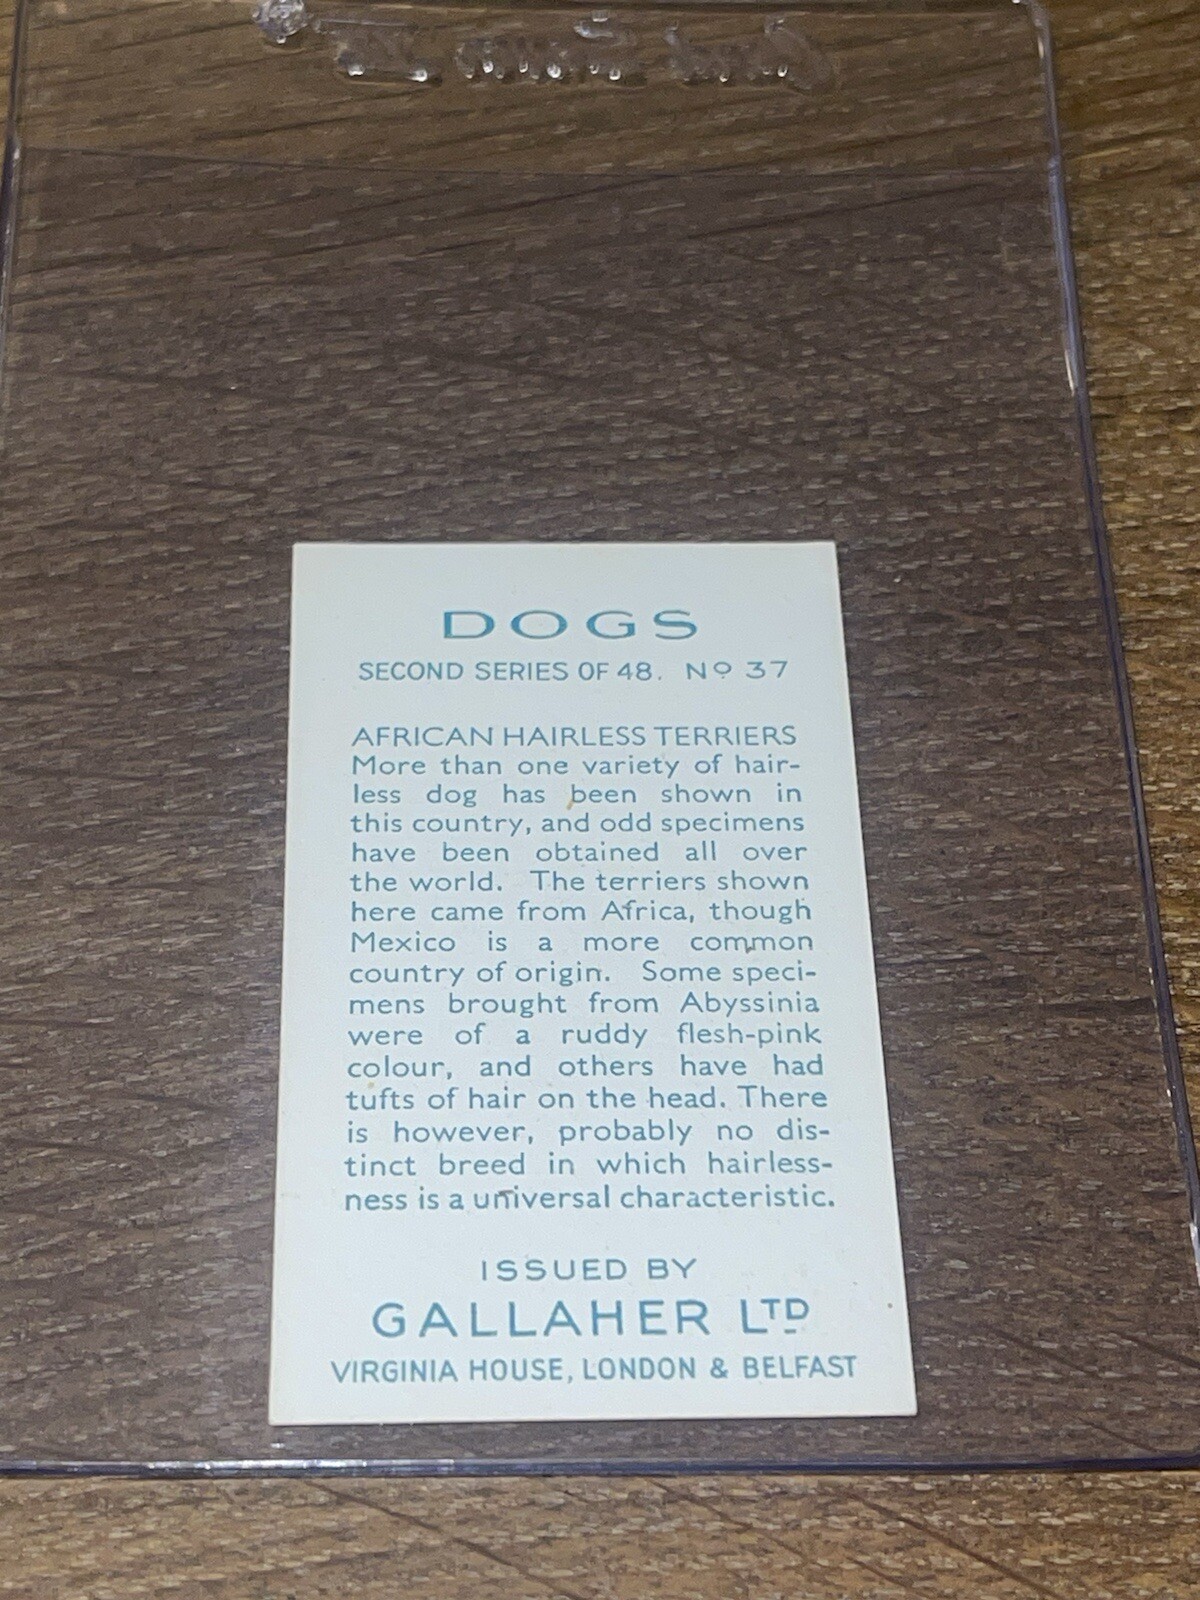 DOGS
SECOND SERIES OF 48. Nº 37
AFRICAN HAIRLESS TERRIERS
More than one variety of hair-
less dog has been shown in
this country, and odd specimens
have been obtained all over
the world. The terriers shown
here came from Africa, though
Mexico is a more common
country of origin. Some speci-
mens brought from Abyssinia
were of a ruddy flesh-pink
colour, and others have had
tufts of hair on the head. There
is however, probably no dis-
tinct breed in which hairless-
ness is a universal characteristic.
ISSUED BY
GALLAHER LTD
VIRGINIA HOUSE, LONDON & BELFAST